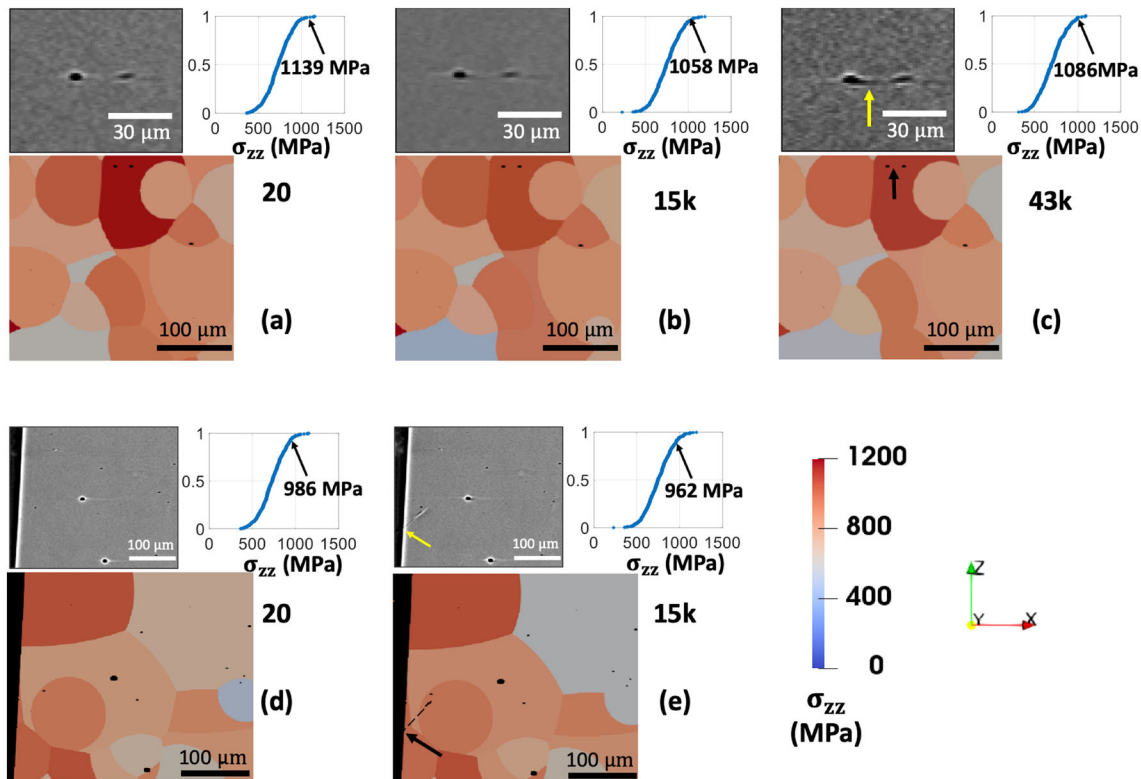 1
0.5
0
0
500
1000
1500
1139 MPa
σzz (MPa)
30 μm
20
100 μm
(a)
1
0.5
0
0
500
1000
1500
1058 MPa
σzz (MPa)
30 μm
15k
100 μm
(b)
1
0.5
0
0
500
1000
1500
1086MPa
σzz (MPa)
30 μm
43k
100 μm
(c)
1
0.5
0
0
500
1000
1500
986 MPa
σzz (MPa)
100 μm
20
100 μm
(d)
1
0.5
0
0
500
1000
1500
962 MPa
σzz (MPa)
100 μm
15k
100 μm
(e)
1200
800
400
0
σzz
(MPa)
Z
Y
X